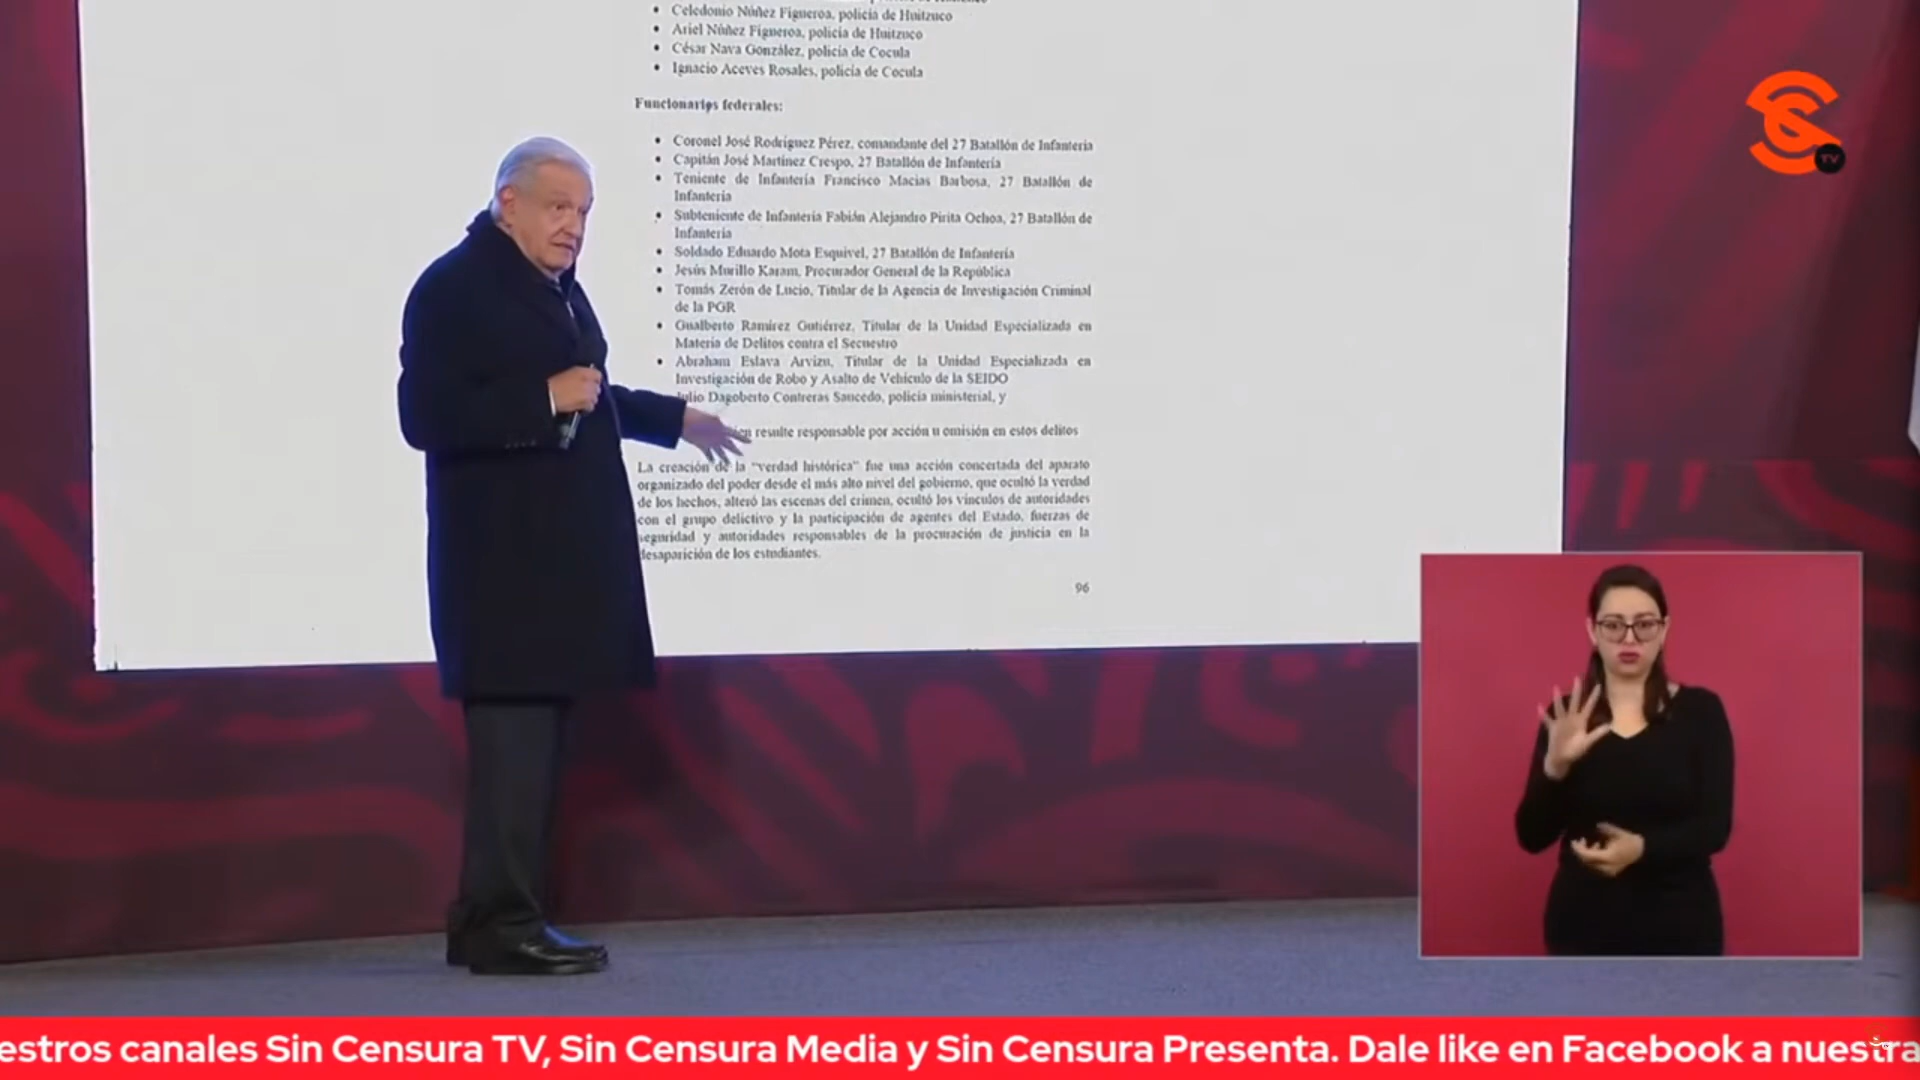 Celedonio Núñez Figueroa, policía de Huitzuco
Ariel Núñez Figueroa, policía de Huitzuco
César Nava González, policía de Cocula
Ignacio Aceves Rosales, policía de Cocula
Funcionarios federales:
Coronel José Rodríguez Pérez, comandante del 27 Batallón de Infantería
Capitán José Martínez Crespo, 27 Batallón de Infantería
Teniente de Infantería Francisco Macias Barbosa, 27 Batallón de
Infantería
Subteniente de Infantería Fabián Alejandro Pirita Ochoa, 27 Batallón de
Infantería
Soldado Eduardo Mota Esquivel, 27 Batallón de Infantería
Jesús Murillo Karam, Procurador General de la República
Tomás Zerón de Lucio, Titular de la Agencia de Investigación Criminal
de la PGR
Gualberto Ramírez Gutiérrez, Titular de la Unidad Especializada en
Materia de Delitos contra el Secuestro
Abraham Eslava Arvizu, Titular de la Unidad Especializada en
Investigación de Robo y Asalto de Vehículo de la SEIDO
Julio Dagoberto Contreras Saucedo, policía ministerial, y
resulte responsable por acción u omisión en estos delitos
La creación de la "verdad histórica" fue una acción concertada del aparato
organizado del poder desde el más alto nivel del gobierno, que ocultó la verdad
de los hechos, alteró las escenas del crimen, ocultó los vínculos de autoridades
con el grupo delictivo y la participación de agentes del Estado, fuerzas de
seguridad y autoridades responsables de la procuración de justicia en la
desaparición de los estudiantes.
96
TV
estros canales Sin Censura TV, Sin Censura Media y Sin Censura Presenta. Dale like en Facebook a nuestra